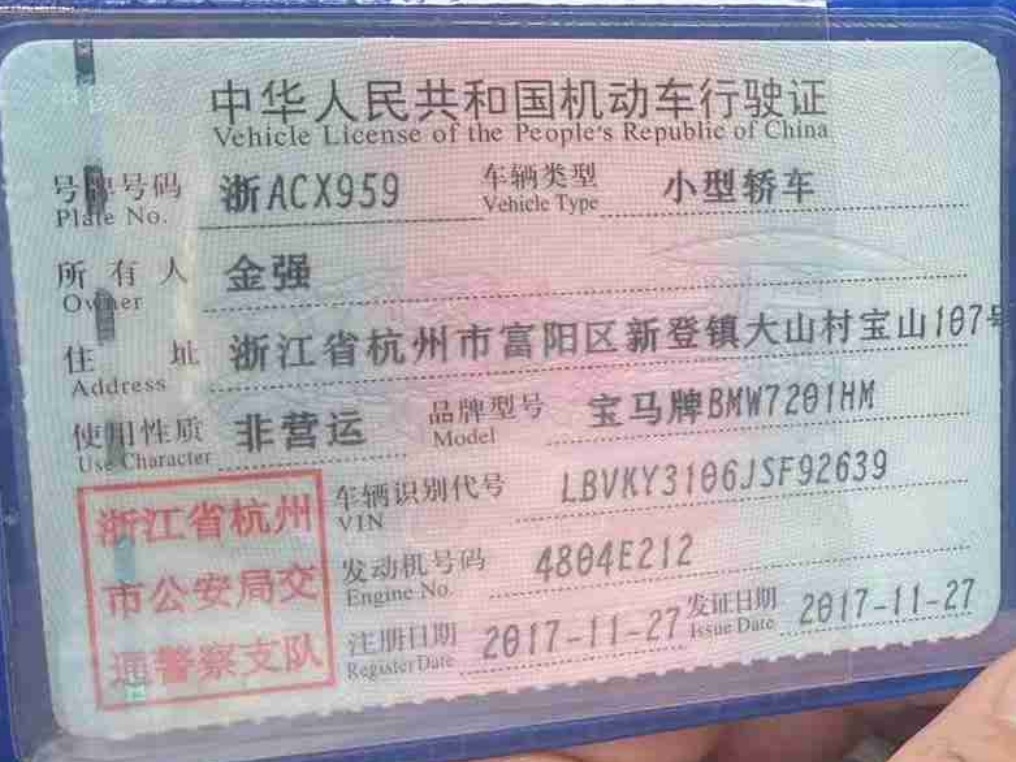 中华人民共和国机动车行驶证
Vehicle License of the People's Republic of China
号牌号码 浙ACX959 车辆类型 小型轿车
Plate No. Vehicle Type
所有人 金强
Owner
住址 浙江省杭州市富阳区新登镇大山村宝山107号
Address
使用性质 非营运 品牌型号 宝马牌BMW7201HM
Use Character Model
浙江省杭州 车辆识别代号 LBVKY3106JSF92639
VIN
市公安局交 发动机号码 4804E212
Engine No.
通警察支队 注册日期 2017-11-27 发证日期 2017-11-27
Register Date Issue Date